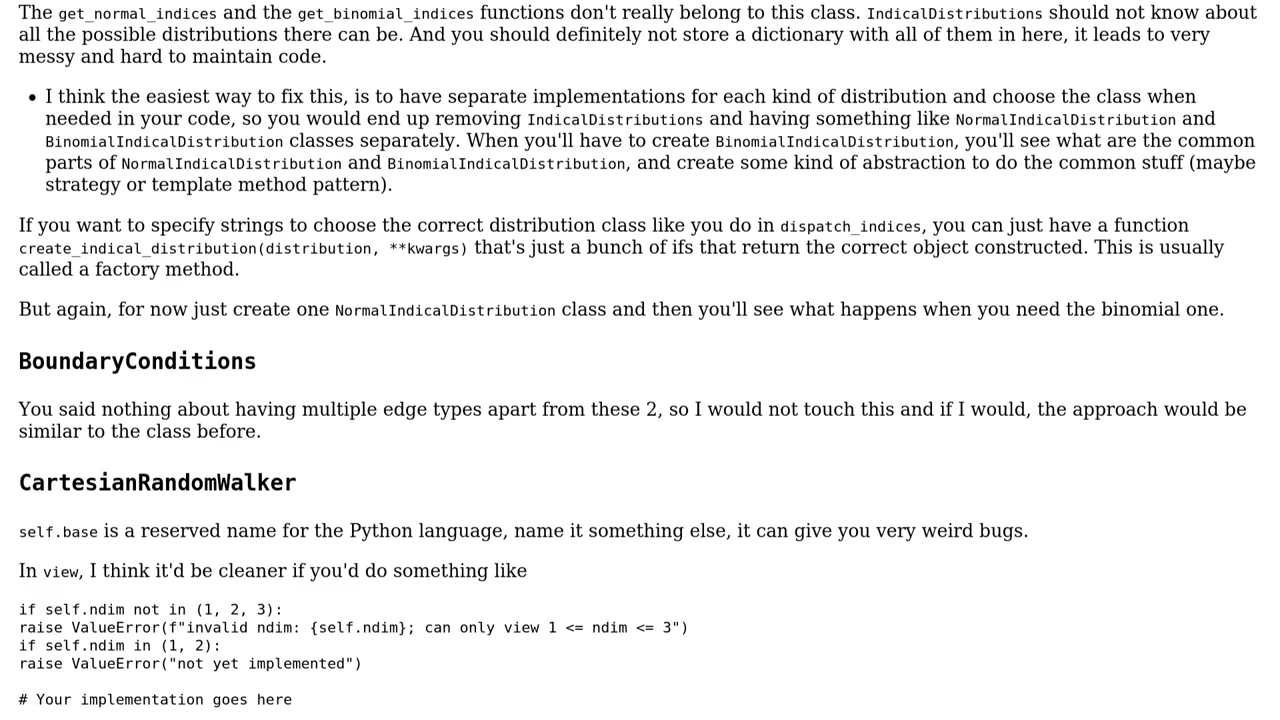 The get_normal_indices and the get_binomial_indices functions don't really belong to this class. IndicalDistributions should not know about
all the possible distributions there can be. And you should definitely not store a dictionary with all of them in here, it leads to very
messy and hard to maintain code.
• I think the easiest way to fix this, is to have separate implementations for each kind of distribution and choose the class when
needed in your code, so you would end up removing IndicalDistributions and having something like NormalIndicalDistribution and
BinomialIndicalDistribution classes separately. When you'll have to create BinomialIndicalDistribution, you'll see what are the common
parts of NormalIndicalDistribution and BinomialIndicalDistribution, and create some kind of abstraction to do the common stuff (maybe
strategy or template method pattern).
If you want to specify strings to choose the correct distribution class like you do in dispatch_indices, you can just have a function
create_indical_distribution(distribution, **kwargs) that's just a bunch of ifs that return the correct object constructed. This is usually
called a factory method.
But again, for now just create one NormalIndicalDistribution class and then you'll see what happens when you need the binomial one.
BoundaryConditions
You said nothing about having multiple edge types apart from these 2, so I would not touch this and if I would, the approach would be
similar to the class before.
CartesianRandomWalker
self.base is a reserved name for the Python language, name it something else, it can give you very weird bugs.
In view, I think it'd be cleaner if you'd do something like
if self.ndim not in (1, 2, 3):
raise ValueError(f"invalid ndim: {self.ndim}; can only view 1 <= ndim <= 3")
if self.ndim in (1, 2):
raise ValueError("not yet implemented")
# Your implementation goes here